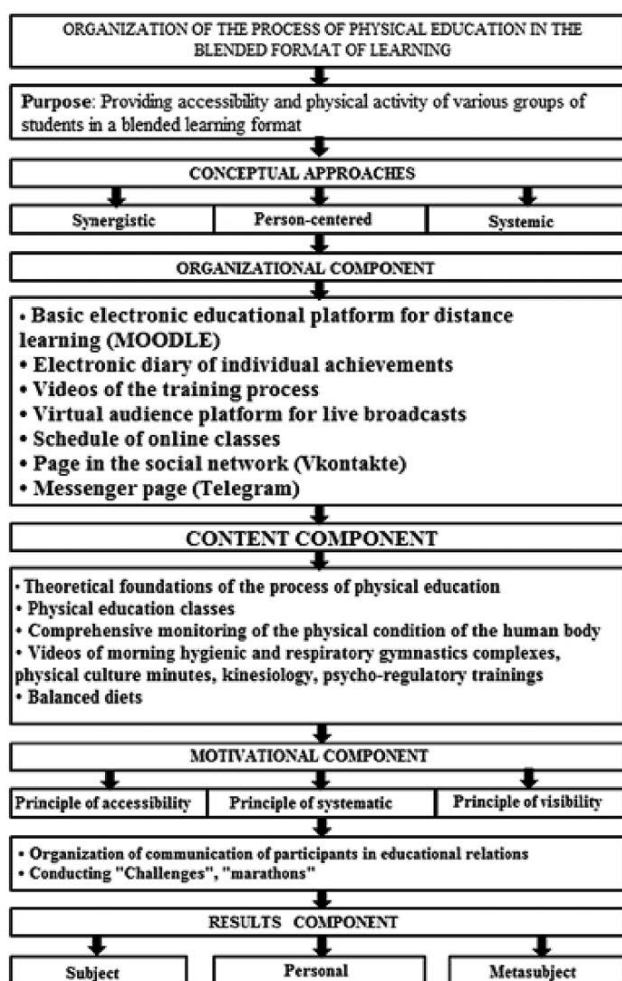 ORGANIZATION OF THE PROCESS OF PHYSICAL EDUCATION IN THE
BLENDED FORMAT OF LEARNING
Purpose: Providing accessibility and physical activity of various groups of
students in a blended learning format
CONCEPTUAL APPROACHES
Synergistic
Person-centered
Systemic
ORGANIZATIONAL COMPONENT
• Basic electronic educational platform for distance
learning (MOODLE)
• Electronic diary of individual achievements
• Videos of the training process
• Virtual audience platform for live broadcasts
• Schedule of online classes
• Page in the social network (Vkontakte)
• Messenger page (Telegram)
CONTENT COMPONENT
• Theoretical foundations of the process of physical education
• Physical education classes
• Comprehensive monitoring of the physical condition of the human body
• Videos of morning hygienic and respiratory gymnastics complexes,
physical culture minutes, kinesiology, psycho-regulatory trainings
• Balanced diets
MOTIVATIONAL COMPONENT
Principle of accessibility
Principle of systematic
Principle of visibility
• Organization of communication of participants in educational relations
• Conducting "Challenges", "marathons"
RESULTS COMPONENT
Subject
Personal
Metasubject